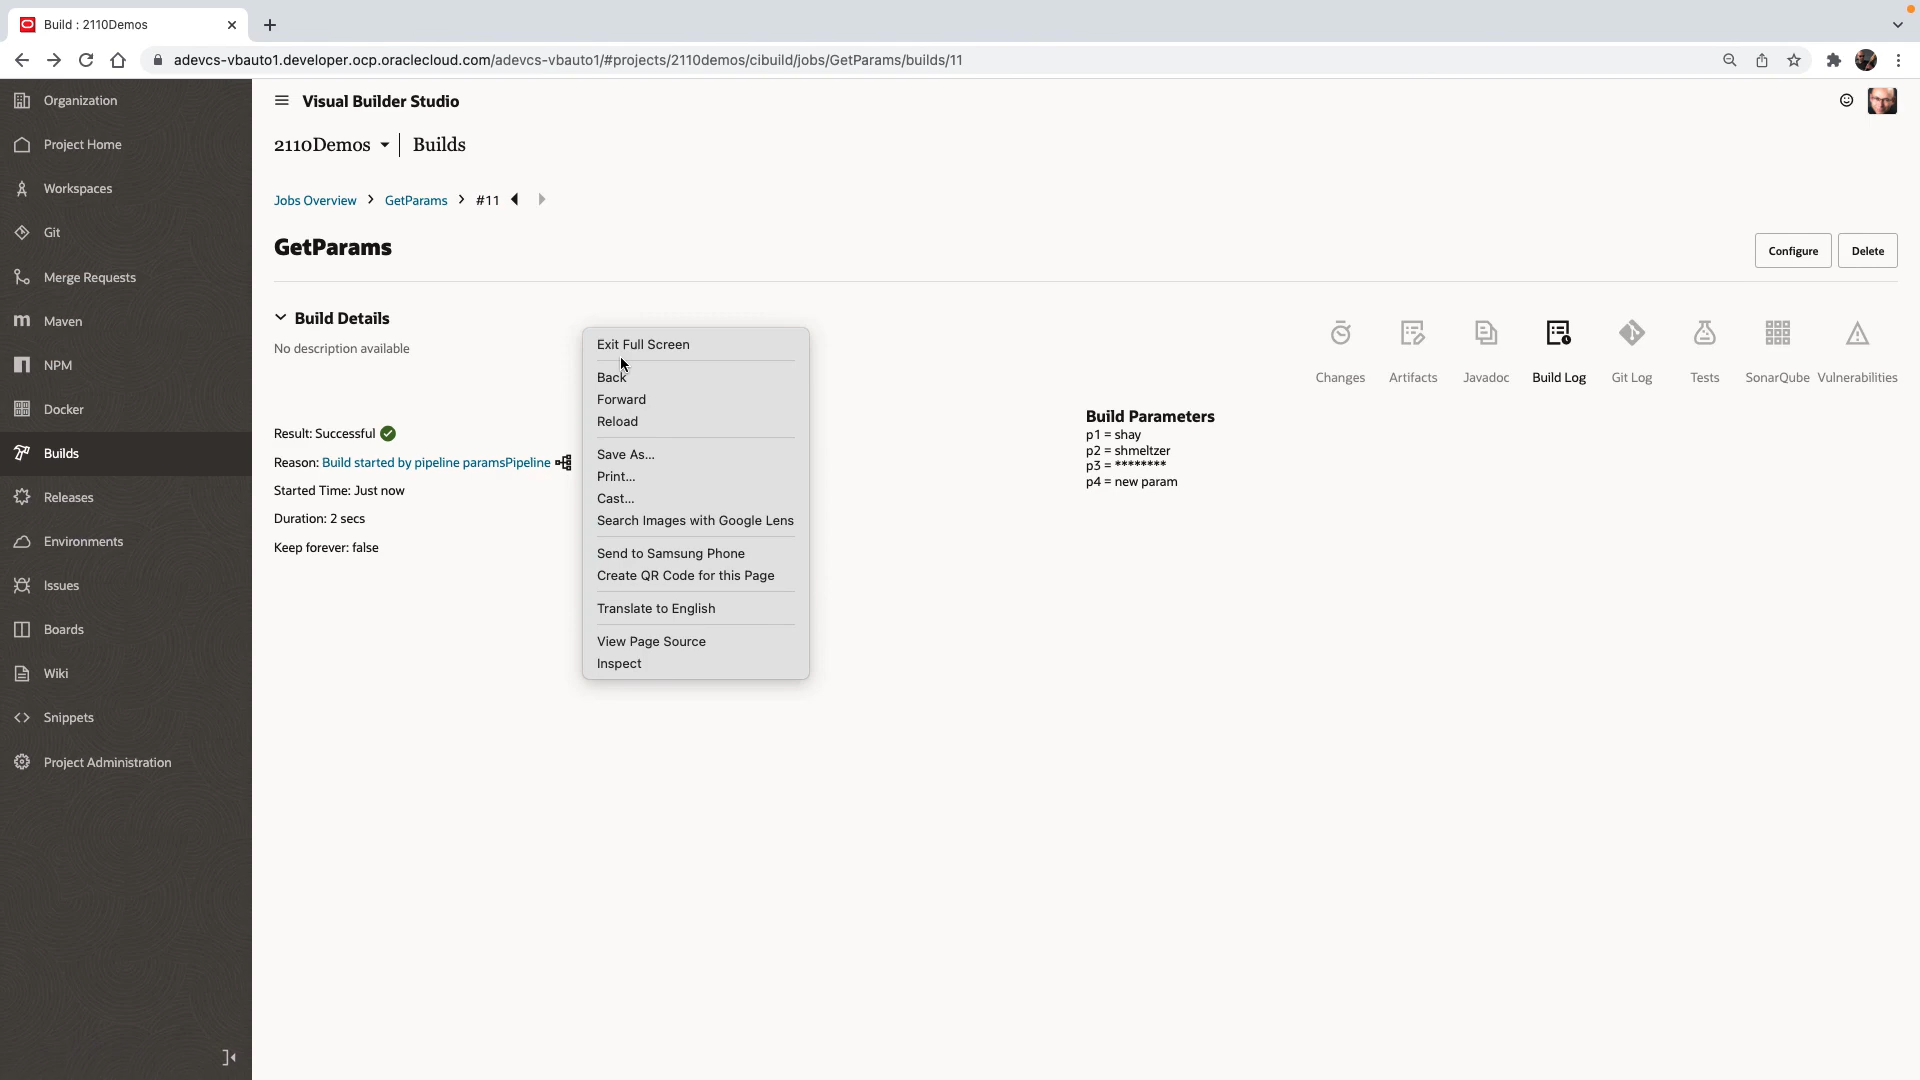 Build : 2110Demos
adevcs-vbauto1.developer.ocp.oraclecloud.com/adevcs-vbauto1/#projects/2110demos/cibuild/jobs/GetParams/builds/11
Organization
Project Home
Workspaces
Git
Merge Requests
Maven
NPM
Docker
Builds
Releases
Environments
Issues
Boards
Wiki
Snippets
Project Administration
Visual Builder Studio
2110Demos | Builds
Jobs Overview > GetParams > #11
GetParams
Configure
Delete
Build Details
No description available
Result: Successful
Reason: Build started by pipeline paramsPipeline
Started Time: Just now
Duration: 2 secs
Keep forever: false
Exit Full Screen
Back
Forward
Reload
Save As...
Print...
Cast...
Search Images with Google Lens
Send to Samsung Phone
Create QR Code for this Page
Translate to English
View Page Source
Inspect
Changes
Artifacts
Javadoc
Build Log
Git Log
Tests
SonarQube
Vulnerabilities
Build Parameters
p1 = shay
p2 = shmeltzer
p3 = ********
p4 = new param